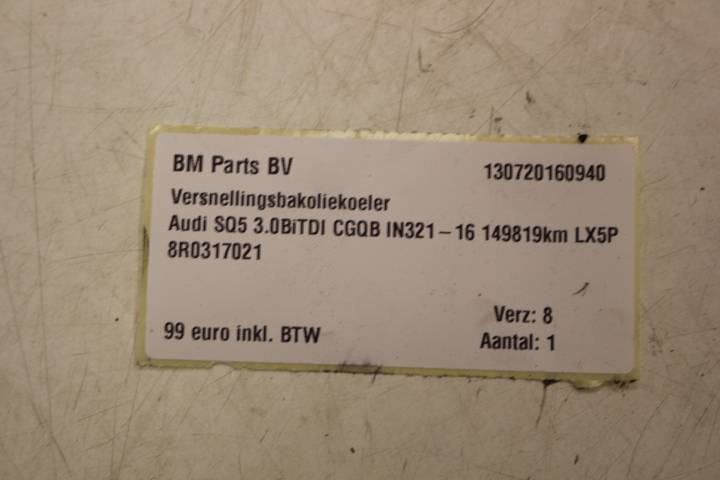 BM Parts BV 130720160940
Versnellingsbakoliekoeler
Audi SQ5 3.0BiTDI CGQB IN321-16 149819km LX5P
8R0317021
Verz: 8
99 euro inkl. BTW Aantal: 1